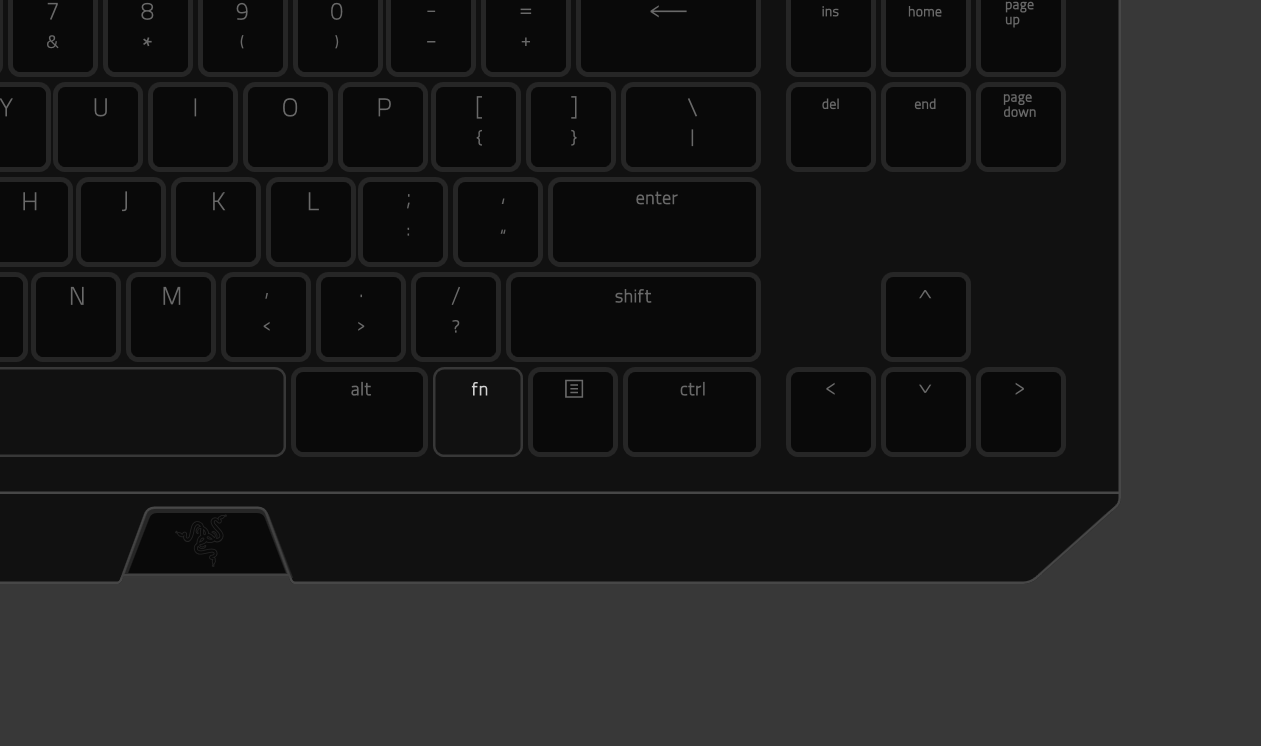 7 8 9 0 - = ins home page up
& * ( ) – +
Y U I O P [ ] \ del end page down
{ } |
H J K L ; ' enter
: "
N M , . / shift ^
< > ?
alt fn ctrl < v >